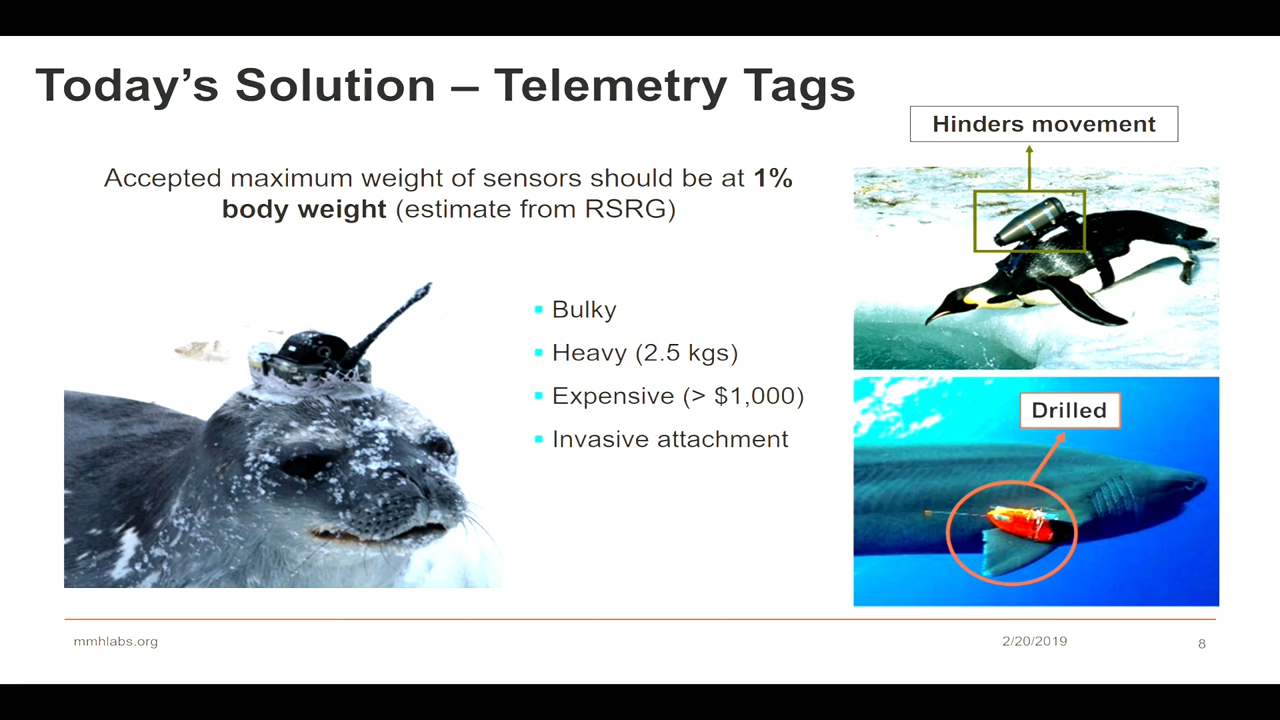 Today’s Solution – Telemetry Tags
Hinders movement
Accepted maximum weight of sensors should be at 1%
body weight (estimate from RSRG)
Bulky
Heavy (2.5 kgs)
Expensive (> $1,000)
Invasive attachment
Drilled
mmhlabs.org
2/20/2019
8